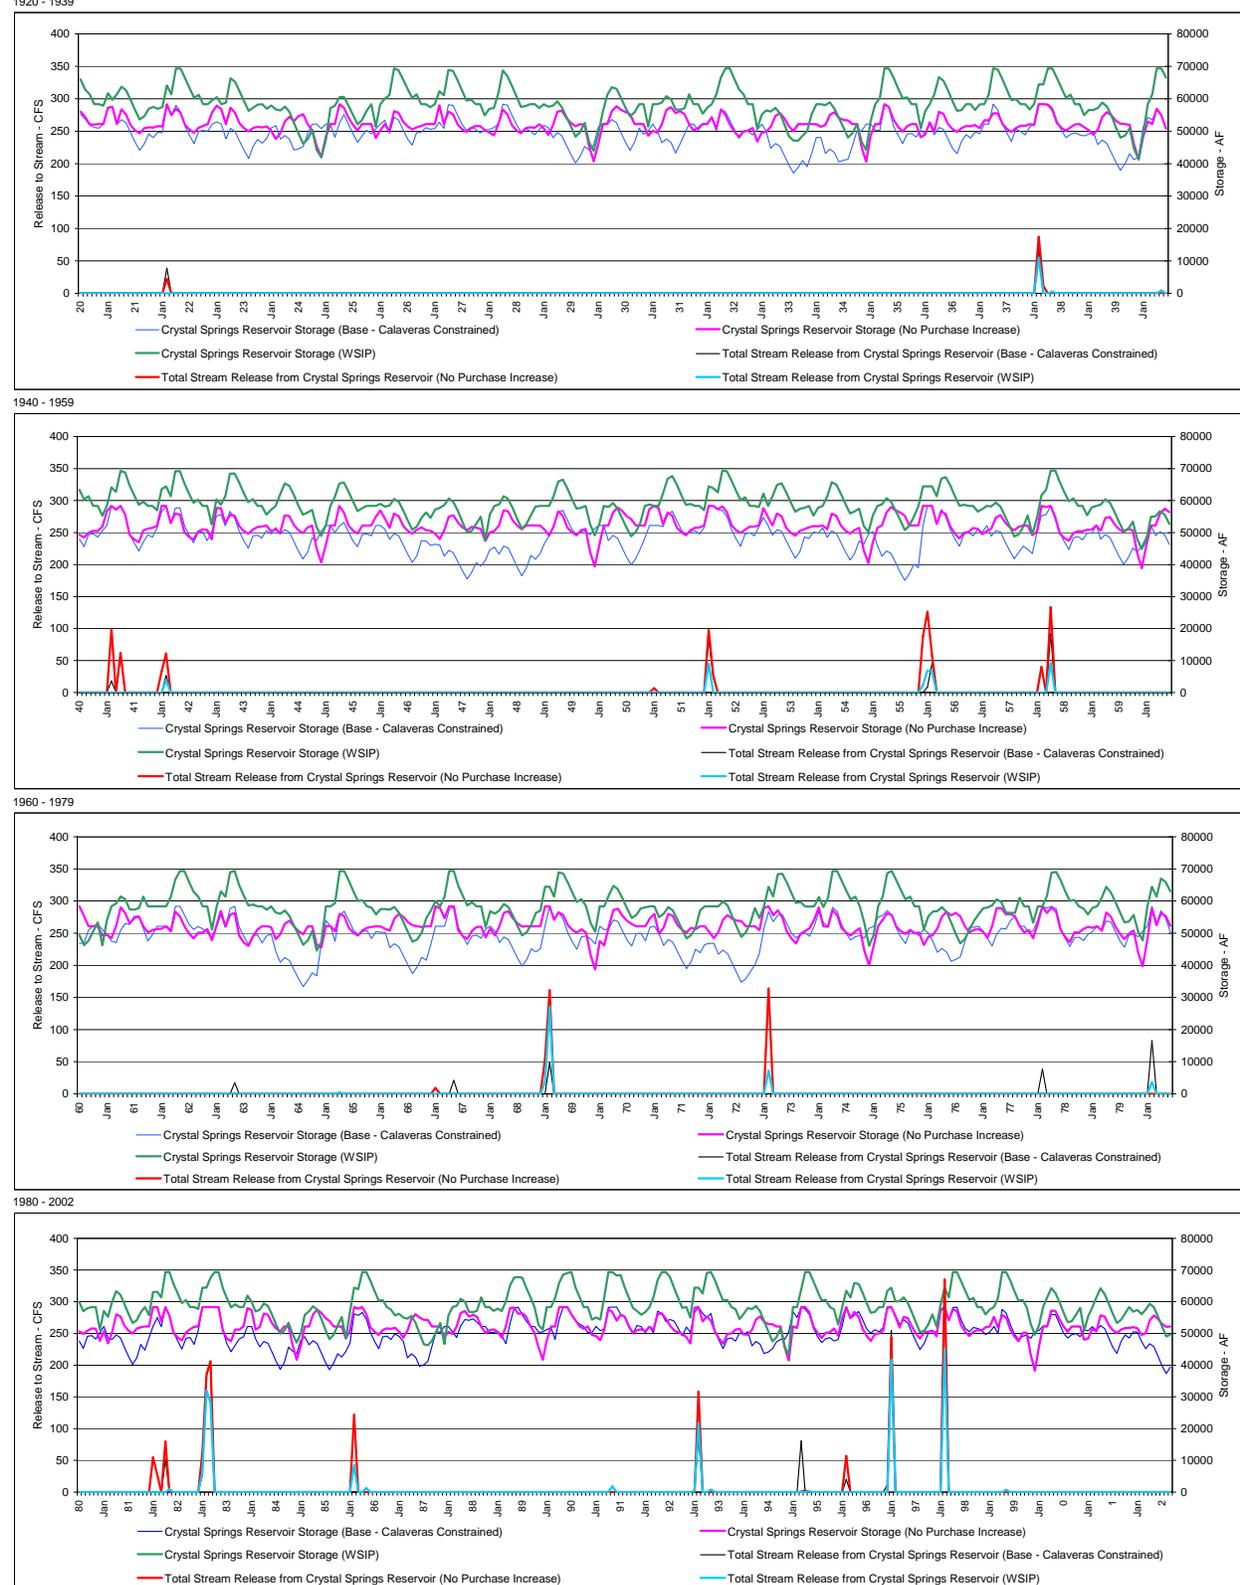 1920 - 1939
400
350
300
250
200
150
100
50
0
Release to Stream - CFS
80000
70000
60000
50000
40000
30000
20000
10000
0
Storage - AF
20 Jan 21 Jan 22 Jan 23 Jan 24 Jan 25 Jan 26 Jan 27 Jan 28 Jan 29 Jan 30 Jan 31 Jan 32 Jan 33 Jan 34 Jan 35 Jan 36 Jan 37 Jan 38 Jan 39 Jan
Crystal Springs Reservoir Storage (Base - Calaveras Constrained) Crystal Springs Reservoir Storage (No Purchase Increase)
Crystal Springs Reservoir Storage (WSIP) Total Stream Release from Crystal Springs Reservoir (Base - Calaveras Constrained)
Total Stream Release from Crystal Springs Reservoir (No Purchase Increase) Total Stream Release from Crystal Springs Reservoir (WSIP)
1940 - 1959
400
350
300
250
200
150
100
50
0
Release to Stream - CFS
80000
70000
60000
50000
40000
30000
20000
10000
0
Storage - AF
40 Jan 41 Jan 42 Jan 43 Jan 44 Jan 45 Jan 46 Jan 47 Jan 48 Jan 49 Jan 50 Jan 51 Jan 52 Jan 53 Jan 54 Jan 55 Jan 56 Jan 57 Jan 58 Jan 59 Jan
Crystal Springs Reservoir Storage (Base - Calaveras Constrained) Crystal Springs Reservoir Storage (No Purchase Increase)
Crystal Springs Reservoir Storage (WSIP) Total Stream Release from Crystal Springs Reservoir (Base - Calaveras Constrained)
Total Stream Release from Crystal Springs Reservoir (No Purchase Increase) Total Stream Release from Crystal Springs Reservoir (WSIP)
1960 - 1979
400
350
300
250
200
150
100
50
0
Release to Stream - CFS
80000
70000
60000
50000
40000
30000
20000
10000
0
Storage - AF
60 Jan 61 Jan 62 Jan 63 Jan 64 Jan 65 Jan 66 Jan 67 Jan 68 Jan 69 Jan 70 Jan 71 Jan 72 Jan 73 Jan 74 Jan 75 Jan 76 Jan 77 Jan 78 Jan 79 Jan
Crystal Springs Reservoir Storage (Base - Calaveras Constrained) Crystal Springs Reservoir Storage (No Purchase Increase)
Crystal Springs Reservoir Storage (WSIP) Total Stream Release from Crystal Springs Reservoir (Base - Calaveras Constrained)
Total Stream Release from Crystal Springs Reservoir (No Purchase Increase) Total Stream Release from Crystal Springs Reservoir (WSIP)
1980 - 2002
400
350
300
250
200
150
100
50
0
Release to Stream - CFS
80000
70000
60000
50000
40000
30000
20000
10000
0
Storage - AF
80 Jan 81 Jan 82 Jan 83 Jan 84 Jan 85 Jan 86 Jan 87 Jan 88 Jan 89 Jan 90 Jan 91 Jan 92 Jan 93 Jan 94 Jan 95 Jan 96 Jan 97 Jan 98 Jan 99 Jan 0 Jan 1 Jan 2
Crystal Springs Reservoir Storage (Base - Calaveras Constrained) Crystal Springs Reservoir Storage (No Purchase Increase)
Crystal Springs Reservoir Storage (WSIP) Total Stream Release from Crystal Springs Reservoir (Base - Calaveras Constrained)
Total Stream Release from Crystal Springs Reservoir (No Purchase Increase) Total Stream Release from Crystal Springs Reservoir (WSIP)